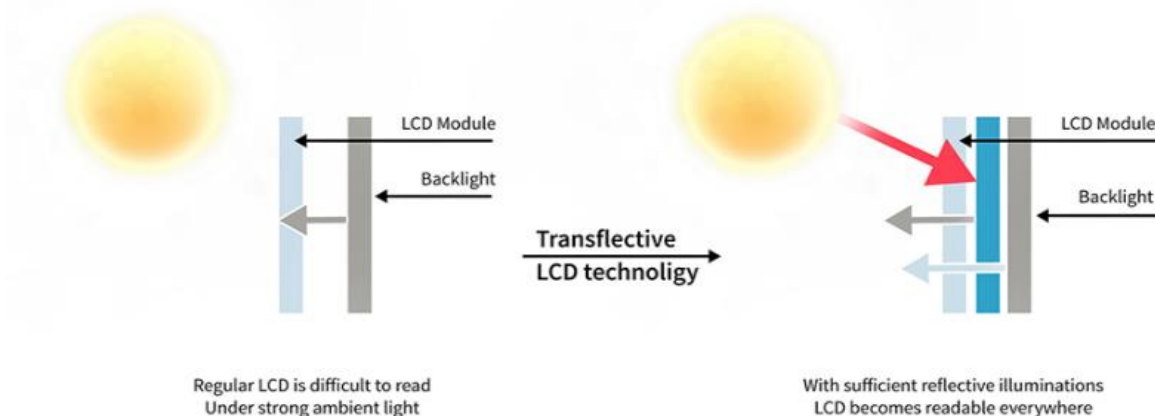 LCD Module
Backlight
Transflective
LCD technoligy
LCD Module
Backlight
Regular LCD is difficult to read
Under strong ambient light
With sufficient reflective illuminations
LCD becomes readable everywhere